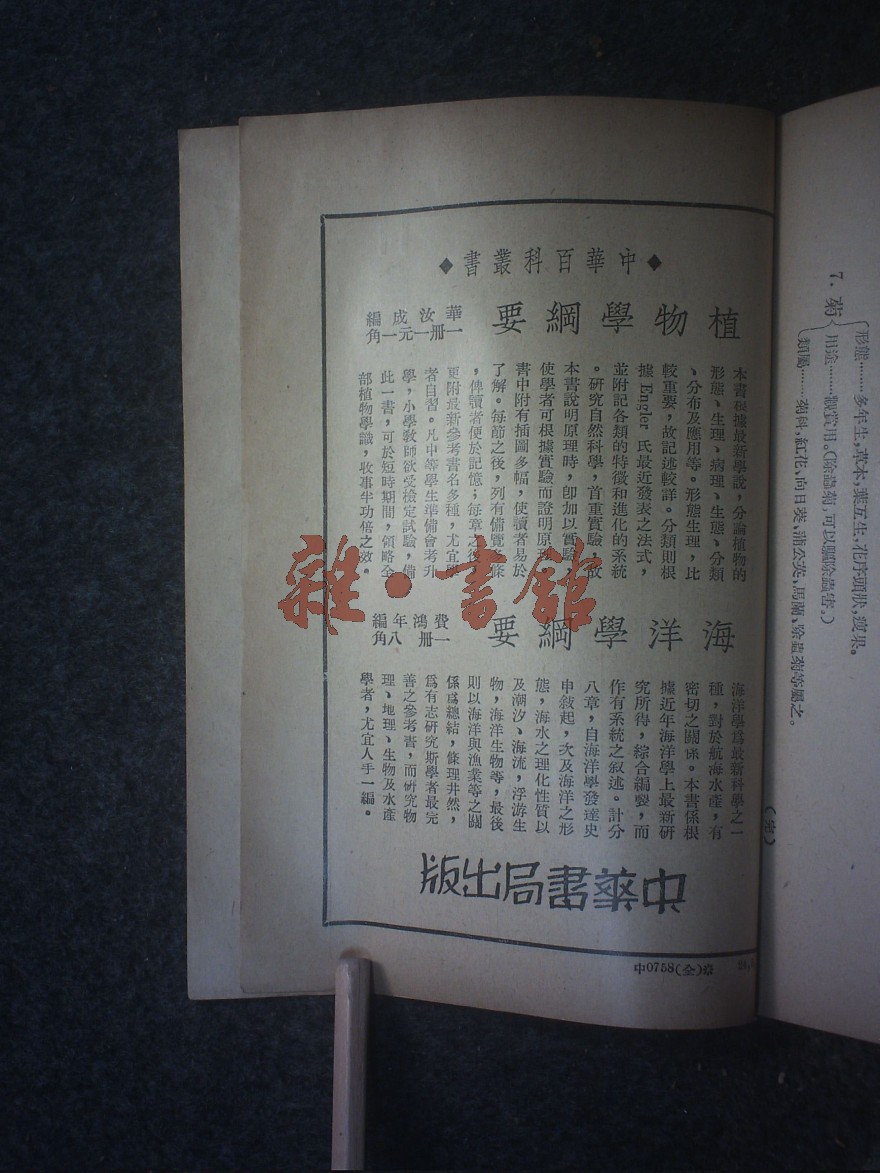 7. 菊
形態……多年生,草本,葉互生,花序頭狀,瘦果。
用途……觀賞用。(除蟲菊,可以驅除蟲害。)
類屬……菊科,紅花、向日葵、蒲公英、馬蘭、除蟲菊等屬之。
(完)
◆中華百科叢書◆
植物學綱要
華汝成編
一冊一元一角
本書根據最新學說,分論植物的
形態、生理、病理、生態、分類
、分布及應用等。形態生理,比
較重要,故記述較詳。分類則根
據 Engler 氏最近發表之法式,
並附記各類的特徵和進化的系統
。研究自然科學,首重實驗,故
本書說明原理時,卽加以實驗,
使學者可根據實驗而證明原理。
書中附有插圖多幅,使讀者易於
了解。每節之後,列有備覽條
,俾讀者便於記憶;每章之後,
更附最新參考書名多種,尤宜學
者自習。凡中等學生準備會考升
學,小學敎師欲受檢定試驗,備
此一書,可於短時期間,領略全
部植物學識,收事半功倍之效。
海洋學綱要
費鴻年編
一冊八角
海洋學爲最新科學之一
種,對於航海水產,有
密切之關係。本書係根
據近年海洋學上最新研
究所得,綜合編製,而
作有系統之叙述。計分
八章,自海洋學發達史
申叙起,次及海洋之形
態,海水之理化性質以
及潮汐、海流,浮游生
物,海洋生物等,最後
則以海洋與漁業等之關
係爲總結,條理井然,
爲有志研究斯學者最完
善之參考書,而研究物
理、地理、生物及水產
學者,尤宜人手一編。
中華書局出版
中0758(全)
雜·書館